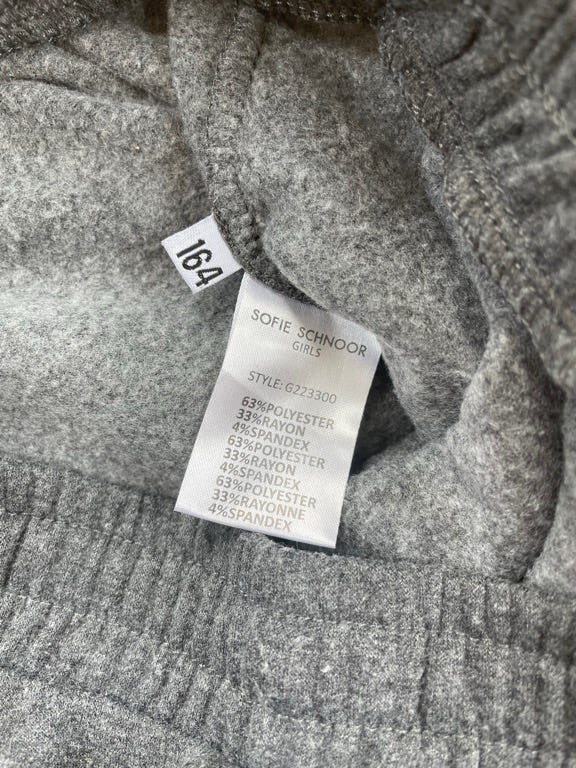 164
SOFIE SCHNOOR
GIRLS
STYLE: G223300
63%POLYESTER
33%RAYON
4%SPANDEX
63%POLYESTER
33%RAYON
4%SPANDEX
63%POLYESTER
33%RAYONNE
4%SPANDEX